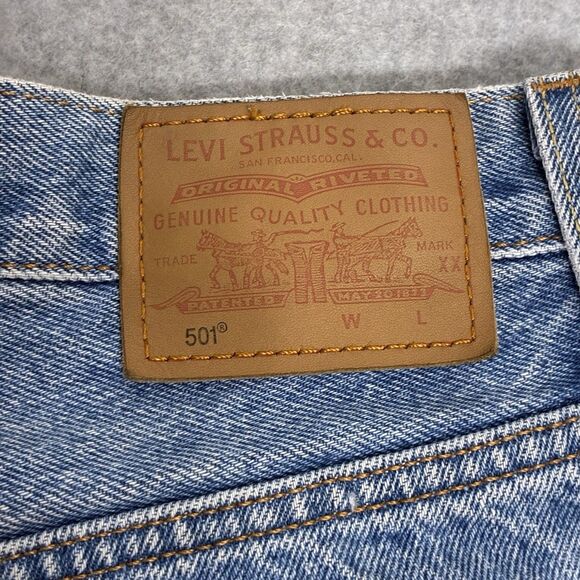 LEVI STRAUSS & CO.
SAN FRANCISCO, CAL.
ORIGINAL RIVETED
GENUINE QUALITY CLOTHING
TRADE MARK
XX
PATENTED MAY 20 1873
501® W L